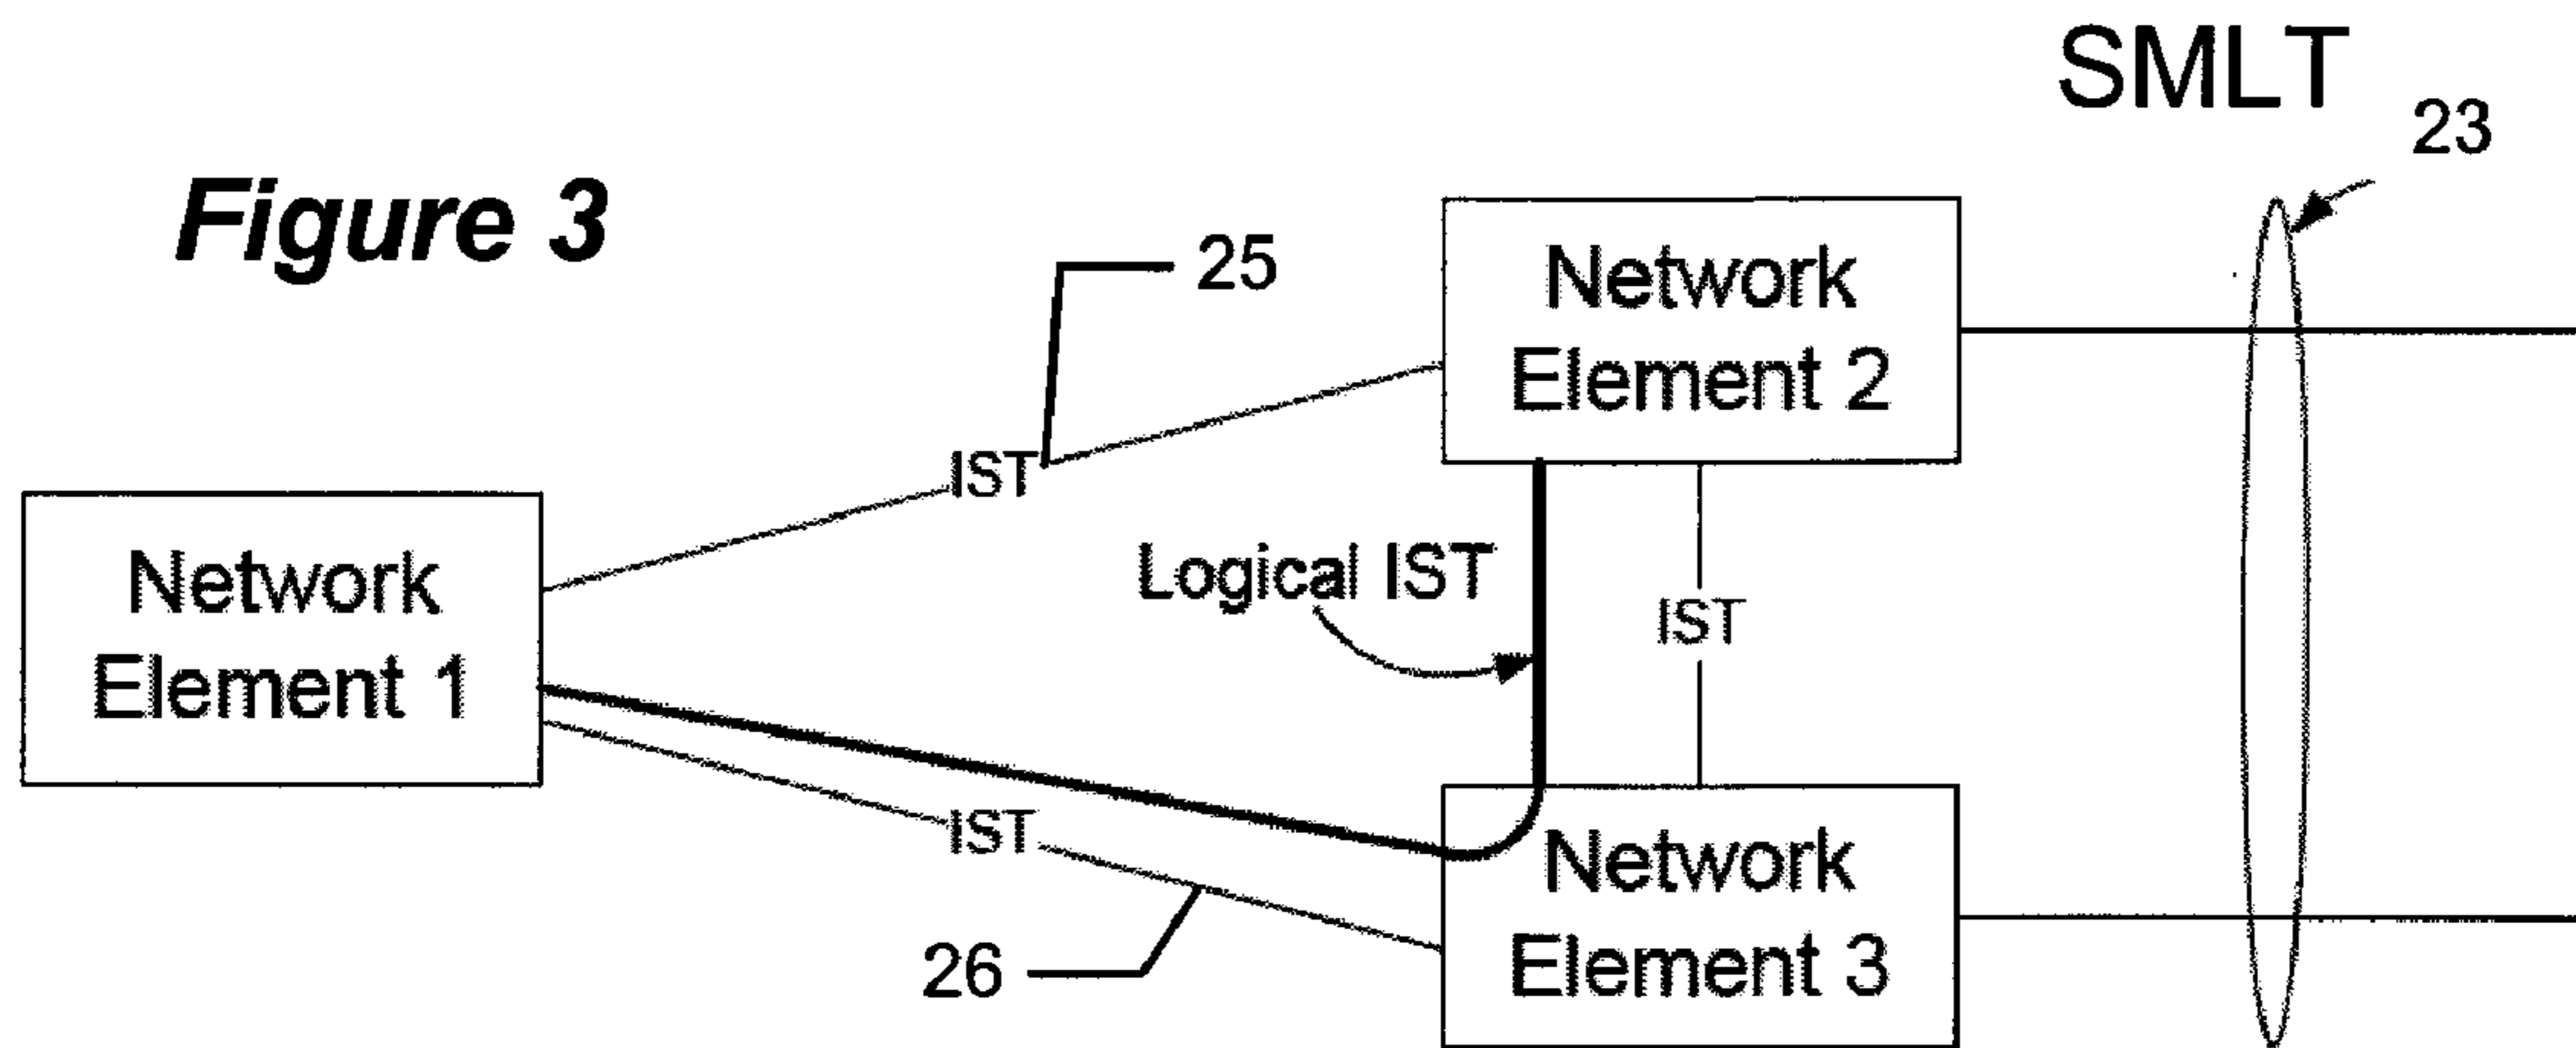 SMLT
23
Figure 3
25
Network
Element 2
IST
Network
Element 1
Logical IST
IST
IST
Network
Element 3
26